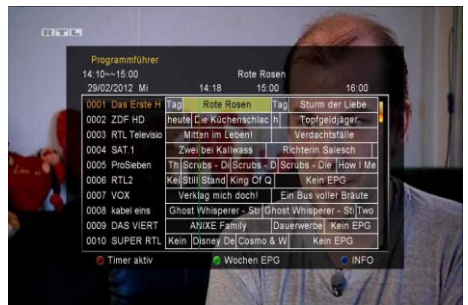 RTL
Programmführer
14:10~~15:00 Rote Rosen
29/02/2012 Mi 14:18 15:00 16:00
0001 Das Erste H Tag Rote Rosen Tag Sturm der Liebe
0002 ZDF HD heute Die Küchenschlac h Topfgeldjäger
0003 RTL Televisio Mitten im Leben! Verdachtsfälle
0004 SAT.1 Zwei bei Kallwass Richterin Salesch
0005 ProSieben Th Scrubs - Di Scrubs - D Scrubs - Die How I Me
0006 RTL2 Kei Still Stand King Of Q Kein EPG
0007 VOX Verklag mich doch! Ein Bus voller Bräute
0008 kabel eins Ghost Whisperer - Str Ghost Whisperer - Sti Two
0009 DAS VIERT ANIXE Family Dauerwerbe Kein EPG
0010 SUPER RTL Kein Disney De Cosmo & W Kein EPG
Timer aktiv Wochen EPG INFO